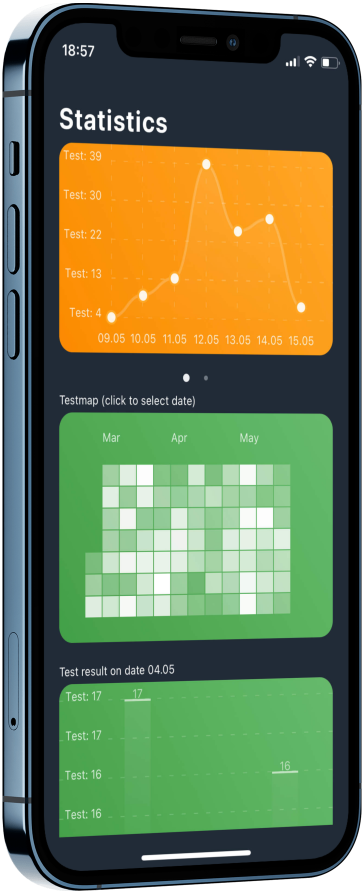 18:57
Statistics
Test: 39
Test: 30
Test: 22
Test: 13
Test: 4
09.05 10.05 11.05 12.05 13.05 14.05 15.05
Testmap (click to select date)
Mar Apr May
Test result on date 04.05
Test: 17
17
Test: 17
Test: 16
16
Test: 16